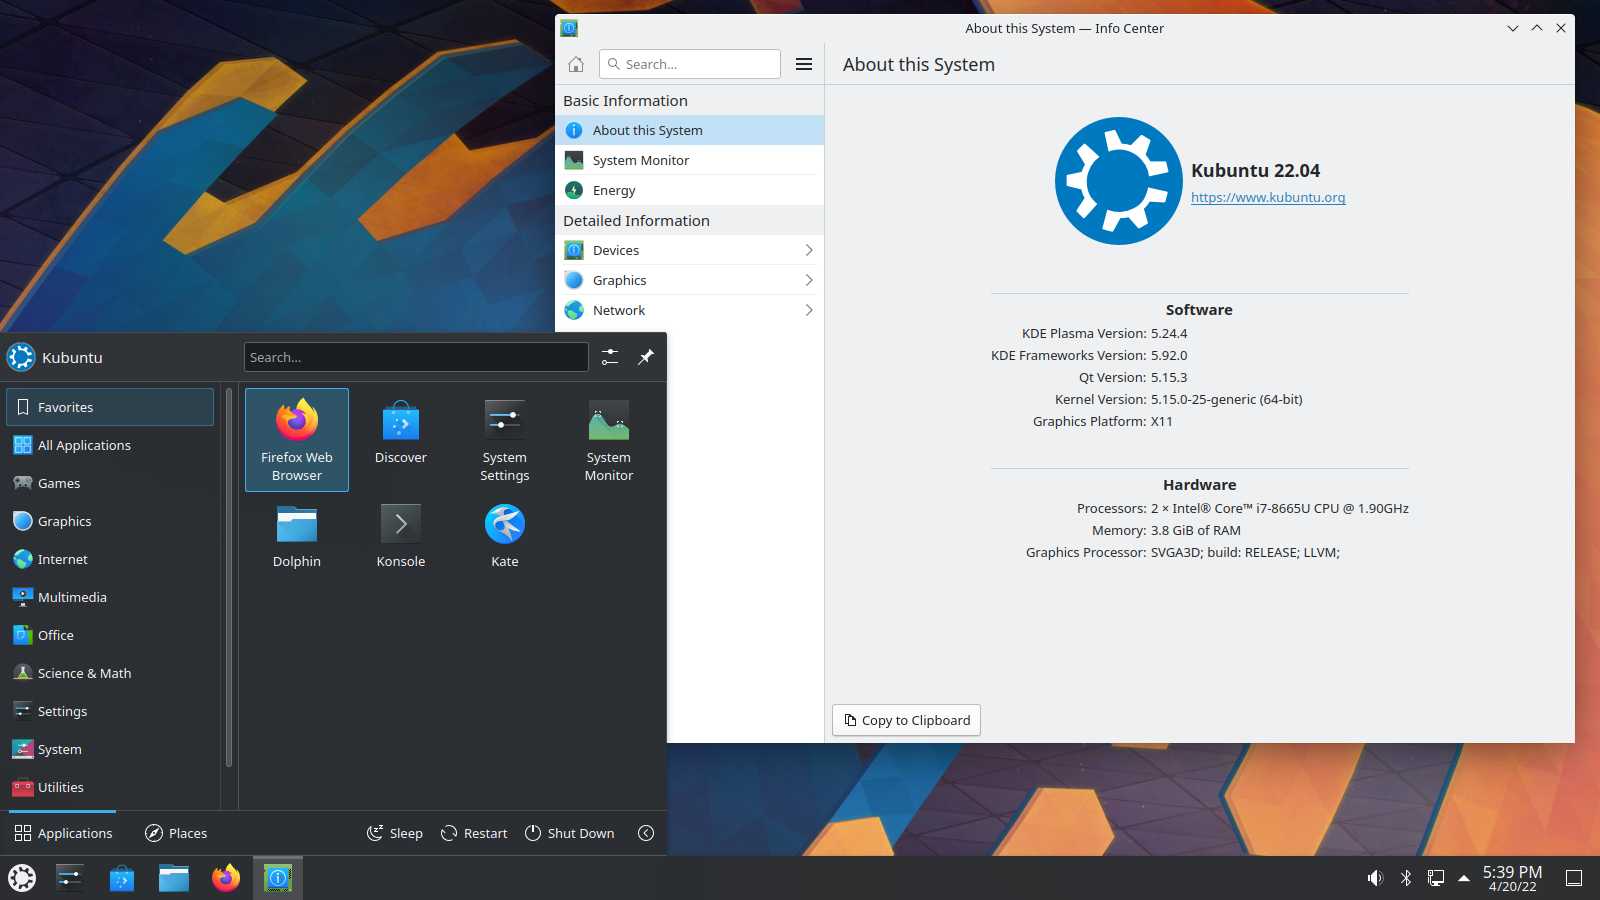 About this System — Info Center
Search...
About this System
Basic Information
About this System
System Monitor
Energy
Detailed Information
Devices
Graphics
Network
Kubuntu 22.04
https://www.kubuntu.org
Software
KDE Plasma Version: 5.24.4
KDE Frameworks Version: 5.92.0
Qt Version: 5.15.3
Kernel Version: 5.15.0-25-generic (64-bit)
Graphics Platform: X11
Hardware
Processors: 2 × Intel® Core™ i7-8665U CPU @ 1.90GHz
Memory: 3.8 GiB of RAM
Graphics Processor: SVGA3D; build: RELEASE; LLVM;
Copy to Clipboard
Kubuntu
Search...
Favorites
All Applications
Games
Graphics
Internet
Multimedia
Office
Science & Math
Settings
System
Utilities
Firefox Web
Browser
Discover
System
Settings
System
Monitor
Dolphin
Konsole
Kate
Applications
Places
Sleep
Restart
Shut Down
5:39 PM
4/20/22